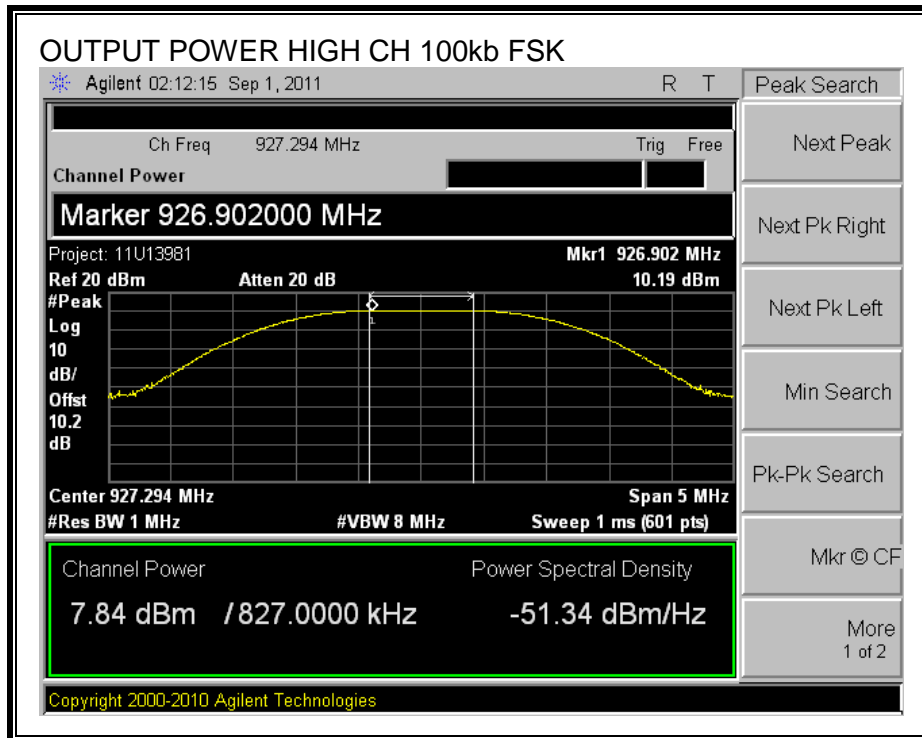 OUTPUT POWER HIGH CH 100kb FSK
Agilent 02:12:15 Sep 1, 2011 R T
Peak Search
Ch Freq 927.294 MHz Trig Free
Channel Power
Marker 926.902000 MHz
Project: 11U13981 Mkr1 926.902 MHz
Ref 20 dBm Atten 20 dB 10.19 dBm
#Peak
Log
10
dB/
Offst
10.2
dB
1
Center 927.294 MHz Span 5 MHz
#Res BW 1 MHz #VBW 8 MHz Sweep 1 ms (601 pts)
Channel Power Power Spectral Density
7.84 dBm / 827.0000 kHz -51.34 dBm/Hz
Copyright 2000-2010 Agilent Technologies
Next Peak
Next Pk Right
Next Pk Left
Min Search
Pk-Pk Search
Mkr © CF
More
1 of 2